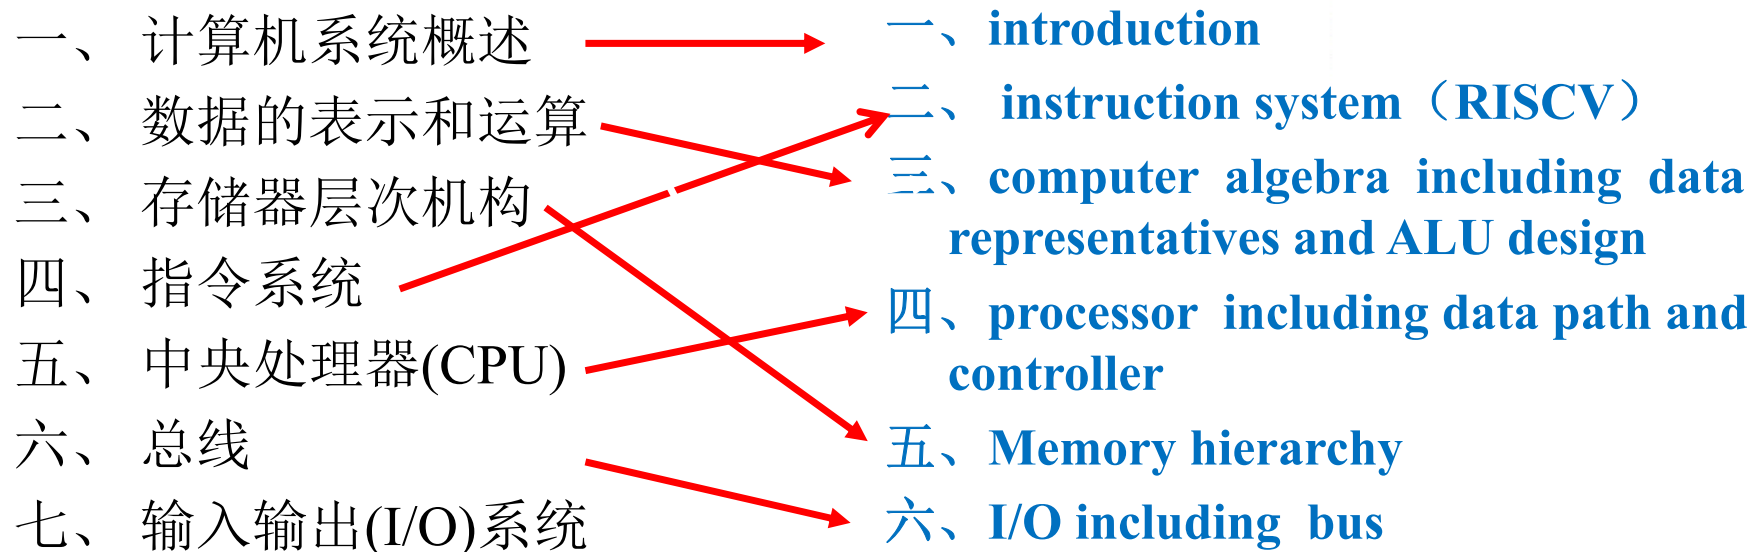 一、 计算机系统概述
二、 数据的表示和运算
三、 存储器层次机构
四、 指令系统
五、 中央处理器(CPU)
六、 总线
七、 输入输出(I/O)系统
一、introduction
二、 instruction system（RISCV）
三、computer algebra including data
representatives and ALU design
四、processor including data path and
controller
五、Memory hierarchy
六、I/O including bus